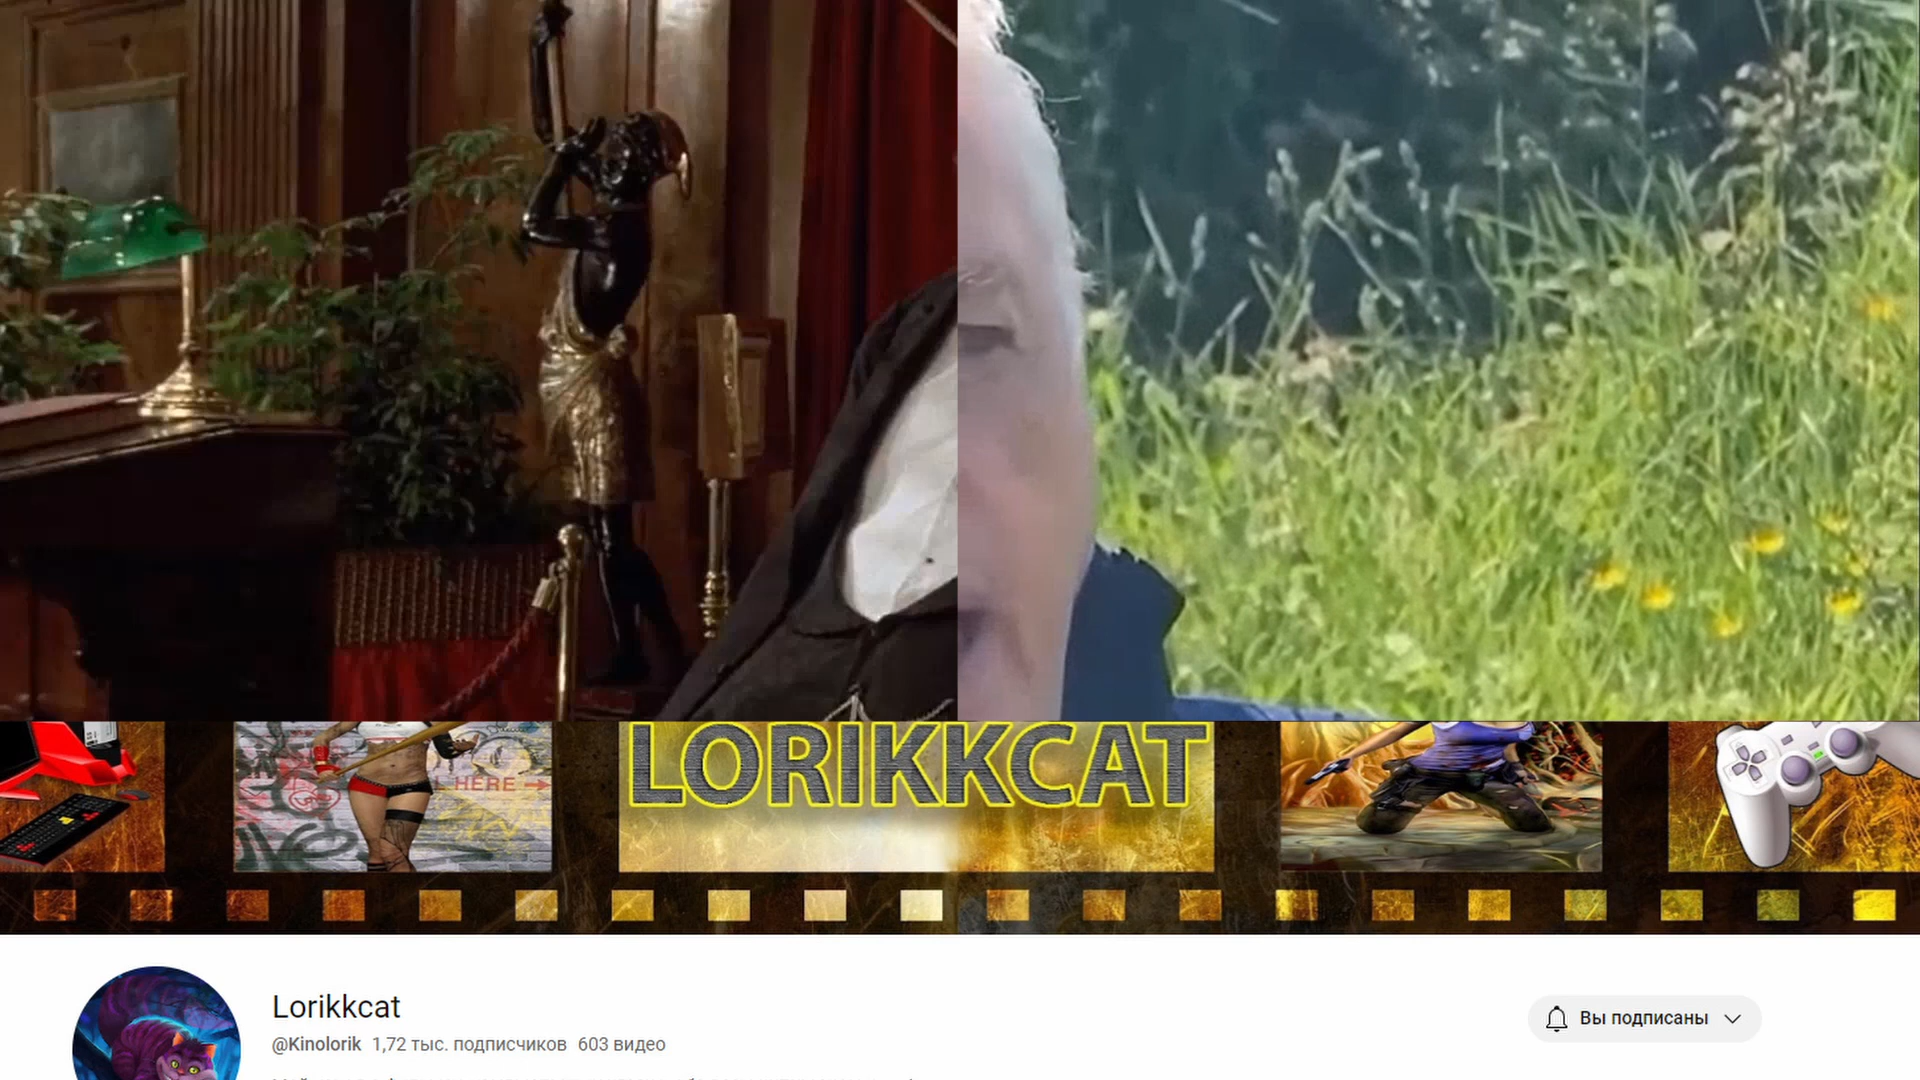 HERE →
LORIKKCAT
Lorikkcat
@Kinolorik 1,72 тыс. подписчиков 603 видео
Вы подписаны